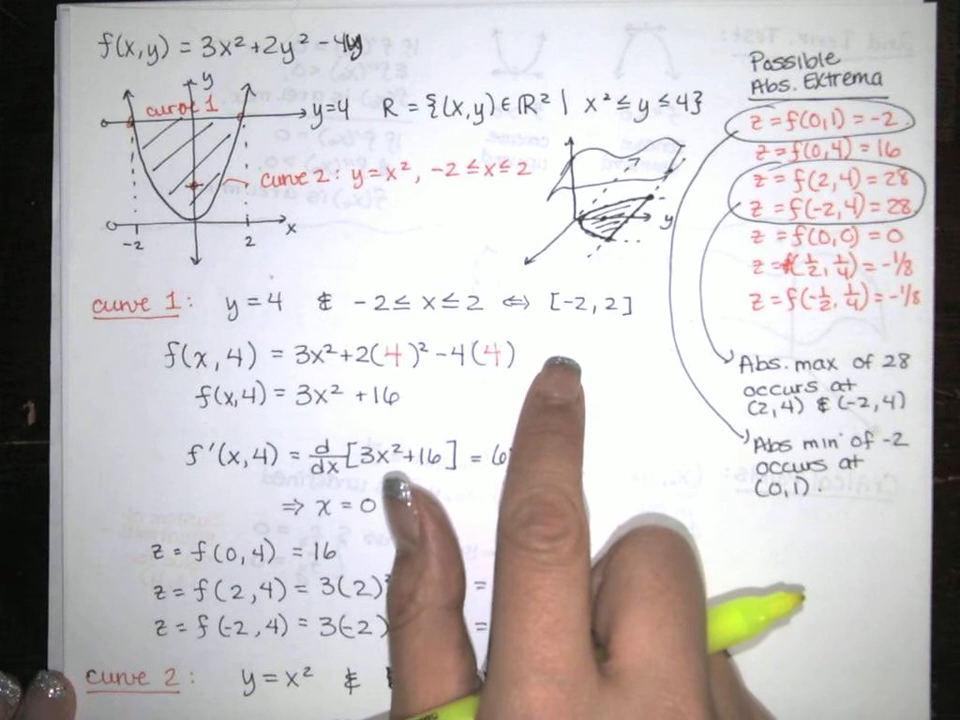 f(x,y) = 3x²+2y² - 4y
y
curve 1
y=4
R = {(x,y) ∈ ℝ² | x² ≤ y ≤ 4}
curve 2: y = x², -2 ≤ x ≤ 2
-2
2
x
y
curve 1: y = 4 & -2 ≤ x ≤ 2 ⇔ [-2, 2]
f(x, 4) = 3x² + 2(4)² - 4(4)
f(x,4) = 3x² + 16
f'(x,4) = d/dx [3x²+16] = 6
⇒ x = 0
z = f(0,4) = 16
z = f(2,4) = 3(2)² =
z = f(-2,4) = 3(-2) =
curve 2: y = x² &
Possible
Abs. Extrema
z = f(0,1) = -2
z = f(0,4) = 16
z = f(2,4) = 28
z = f(-2,4) = 28
z = f(0,0) = 0
z = f(1/2, 1/4) = -1/8
z = f(-1/2, 1/4) = -1/8
Abs. max of 28
occurs at
(2,4) & (-2,4)
Abs min of -2
occurs at
(0,1).